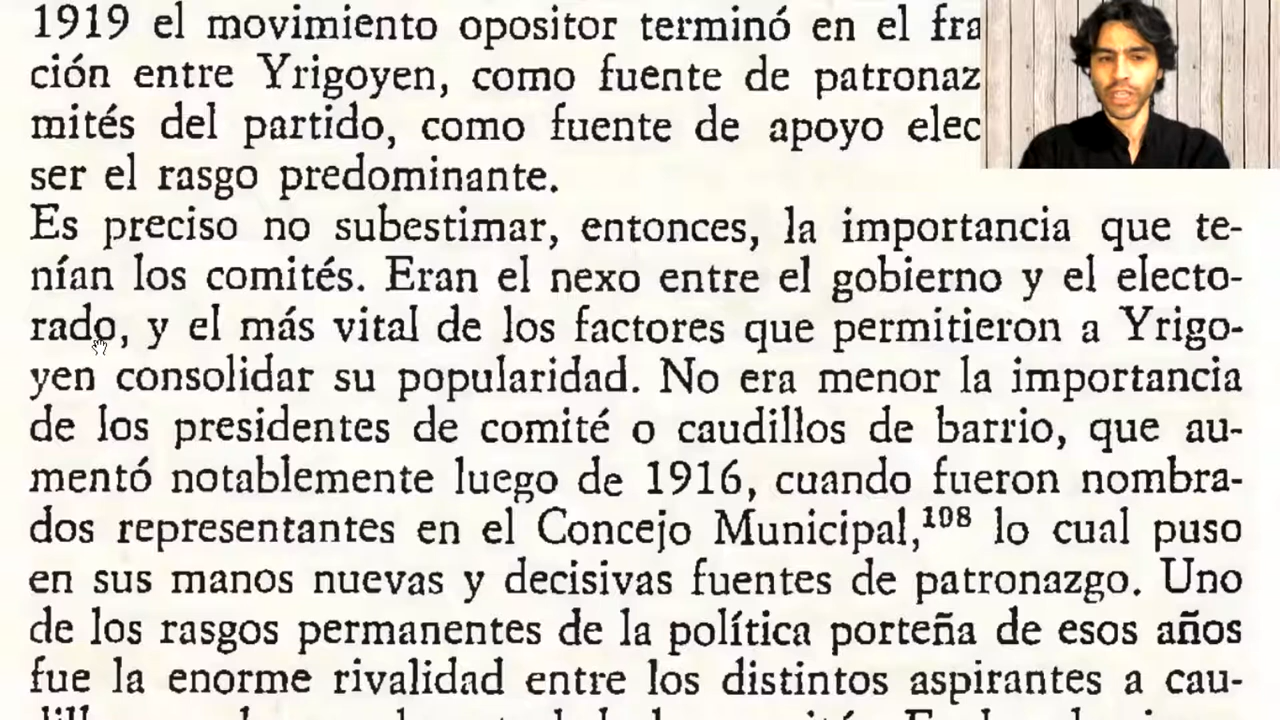 1919 el movimiento opositor terminó en el
ción entre Yrigoyen, como fuente de
mités del partido, como fuente de apoyo
ser el rasgo predominante.
Es preciso no subestimar, entonces, la importancia que te-
nían los comités. Eran el nexo entre el gobierno y el electo-
rado, y el más vital de los factores que permitieron a Yrigo-
yen consolidar su popularidad. No era menor la importancia
de los presidentes de comité o caudillos de barrio, que au-
mentó notablemente luego de 1916, cuando fueron nombra-
dos representantes en el Concejo Municipal,¹⁰⁸ lo cual puso
en sus manos nuevas y decisivas fuentes de patronazgo. Uno
de los rasgos permanentes de la política porteña de esos años
fue la enorme rivalidad entre los distintos aspirantes a cau-